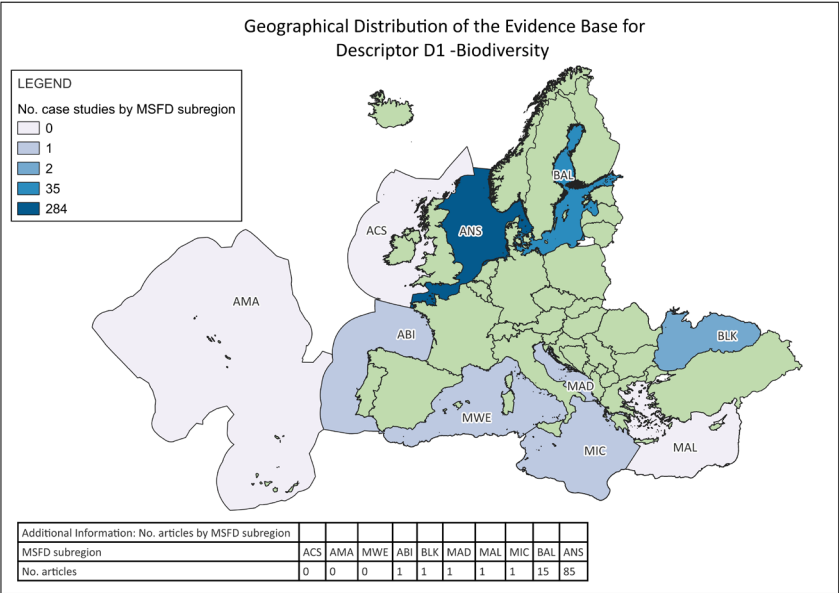 Geographical Distribution of the Evidence Base for
Descriptor D1 -Biodiversity
LEGEND
No. case studies by MSFD subregion
0
1
2
35
284
BAL
ACS
ANS
AMA
ABI
BLK
MAD
MWE
MIC
MAL
Additional Information: No. articles by MSFD subregion
MSFD subregion ACS AMA MWE ABI BLK MAD MAL MIC BAL ANS
No. articles 0 0 0 1 1 1 1 1 15 85